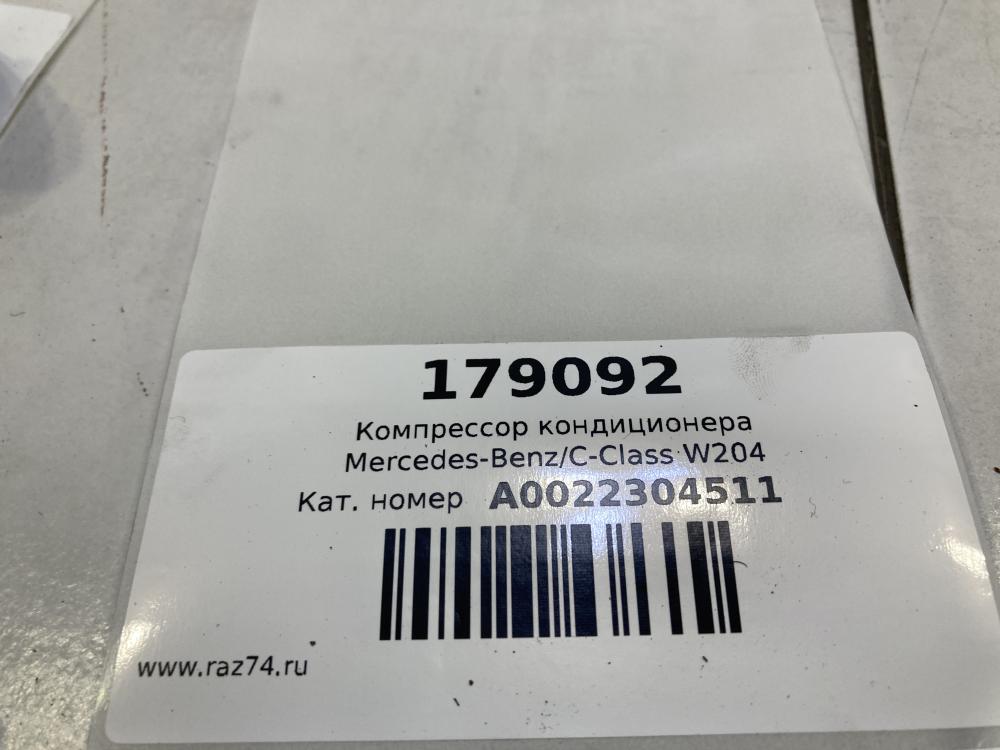 179092
Компрессор кондиционера
Mercedes-Benz/C-Class W204
Кат. номер A0022304511
www.raz74.ru